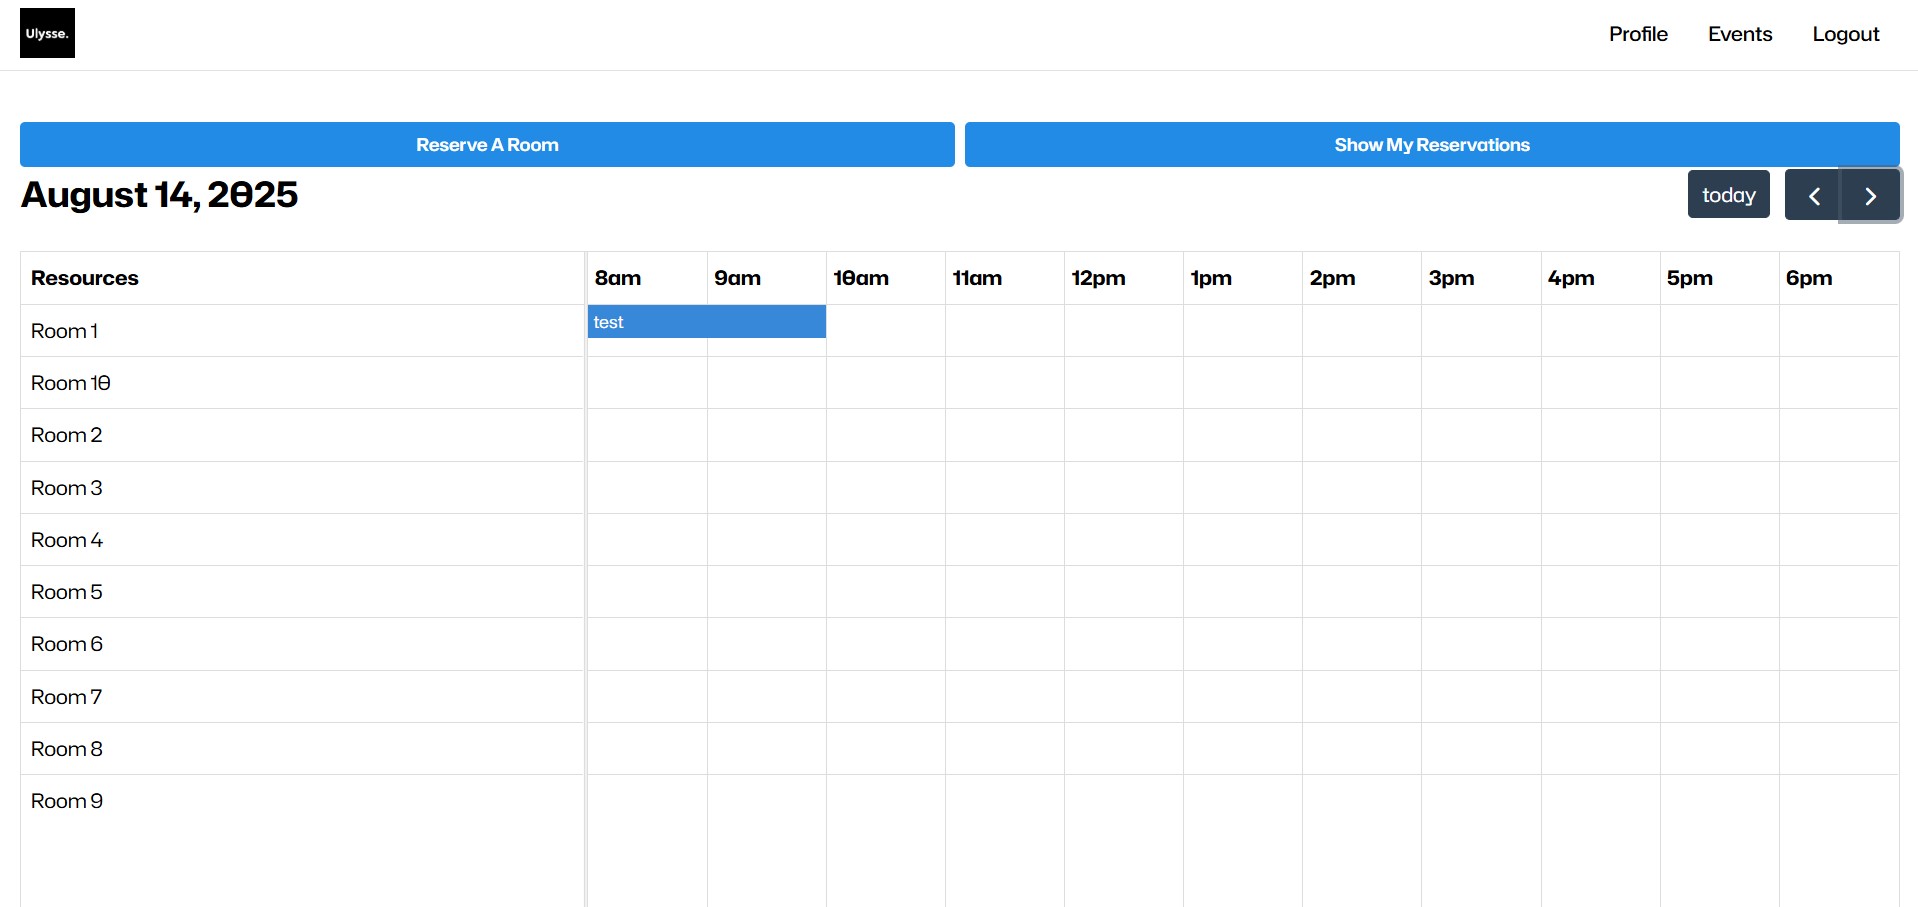 Ulysse.
Profile Events Logout
Reserve A Room Show My Reservations
August 14, 2025 today
Resources 8am 9am 10am 11am 12pm 1pm 2pm 3pm 4pm 5pm 6pm
Room 1 test
Room 10
Room 2
Room 3
Room 4
Room 5
Room 6
Room 7
Room 8
Room 9